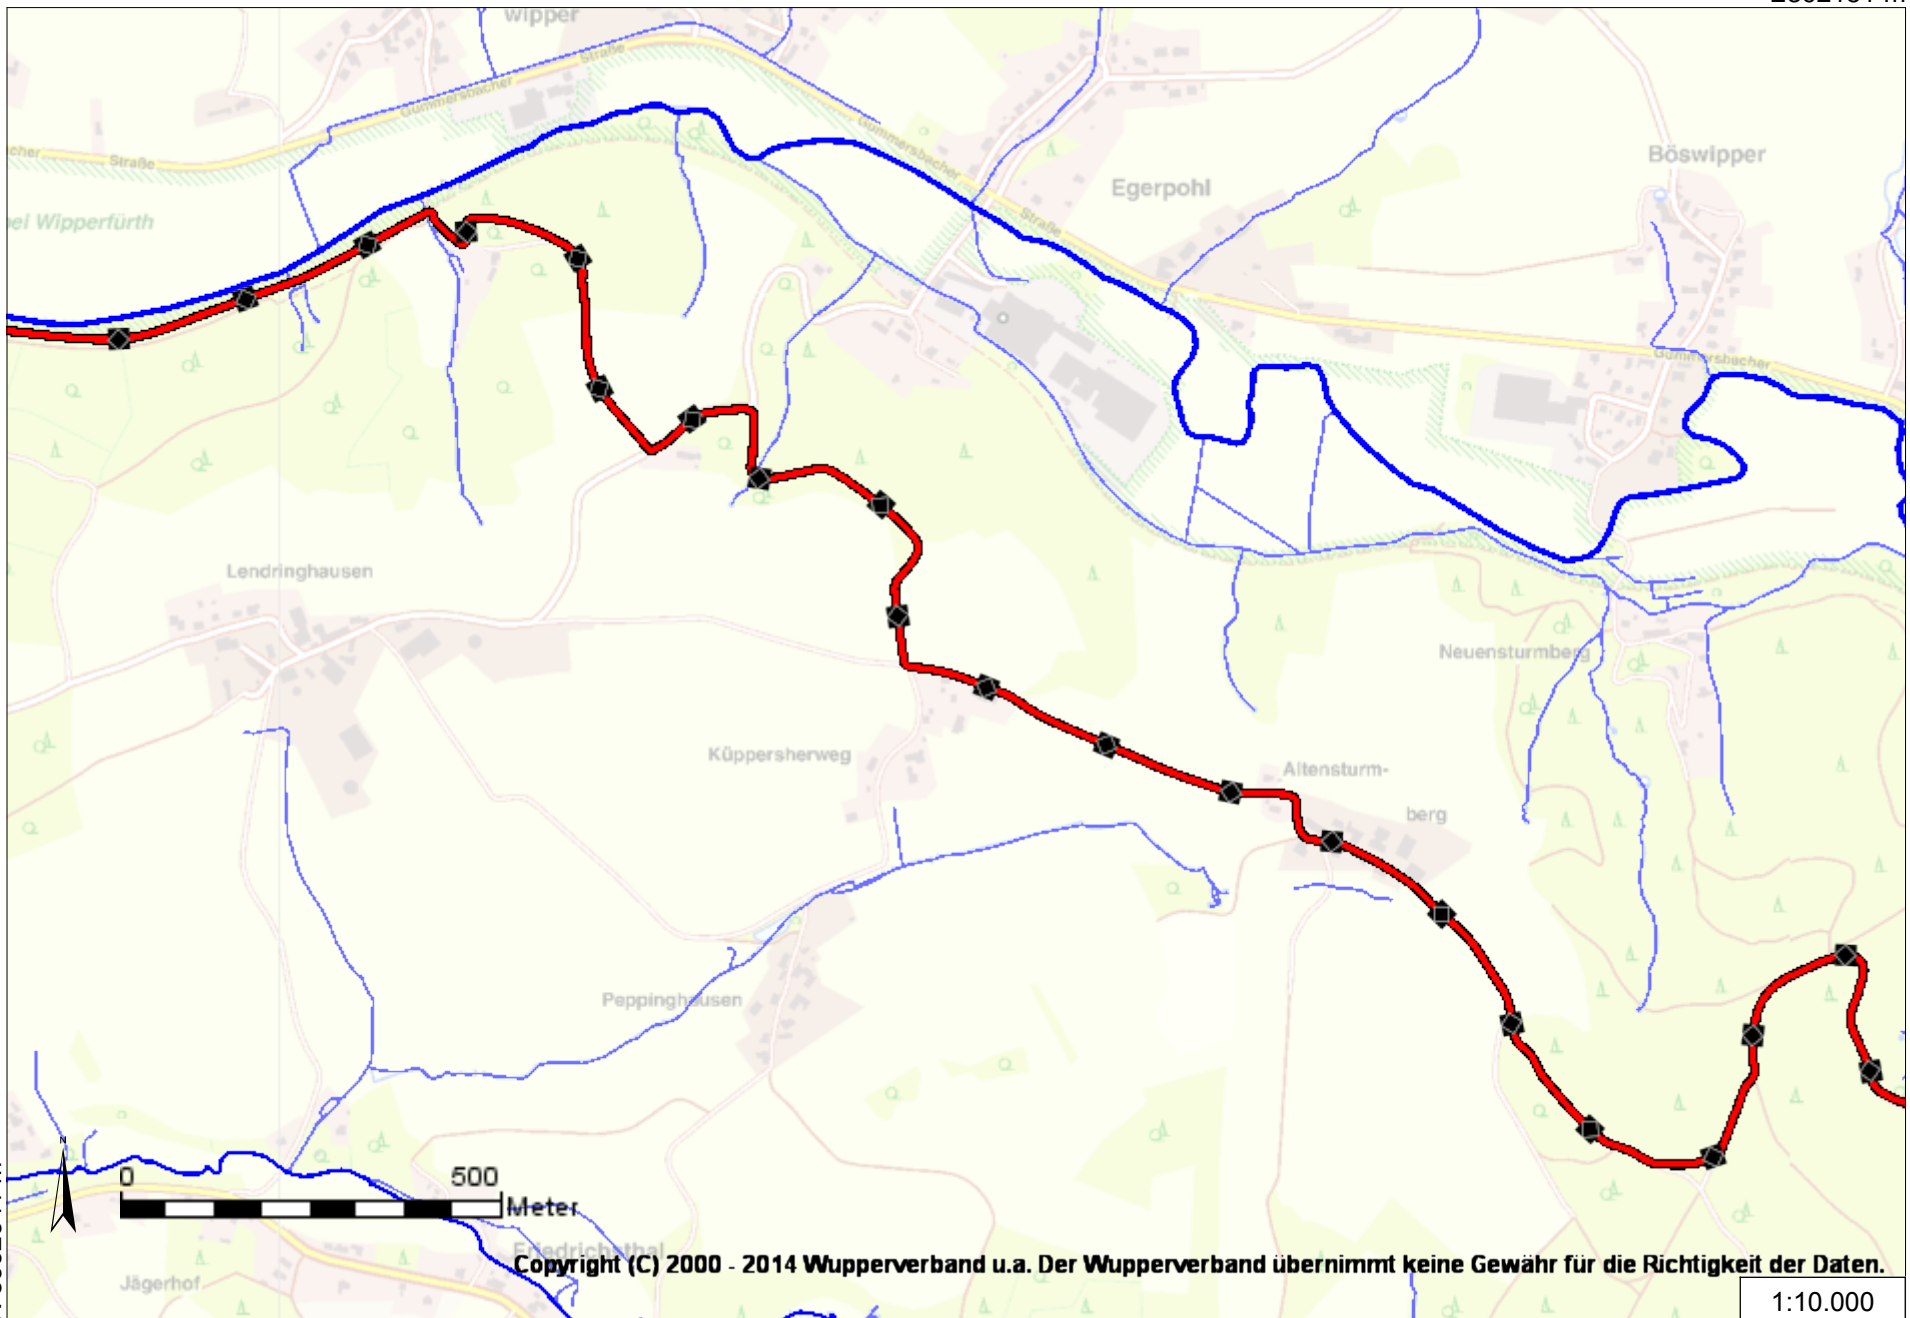 wipper
Straße
Gummersbacher
Gummersbacher
Straße
Straße
Böswipper
Egerpohl
bei Wipperfürth
Gummersbacher
Lendringhausen
Neuensturmberg
Küppersherweg
Altensturm-
berg
Peppinghausen
N
0 500
Meter
Friedrichsthal
Jägerhof
Copyright (C) 2000 - 2014 Wupperverband u.a. Der Wupperverband übernimmt keine Gewähr für die Richtigkeit der Daten.
1:10.000